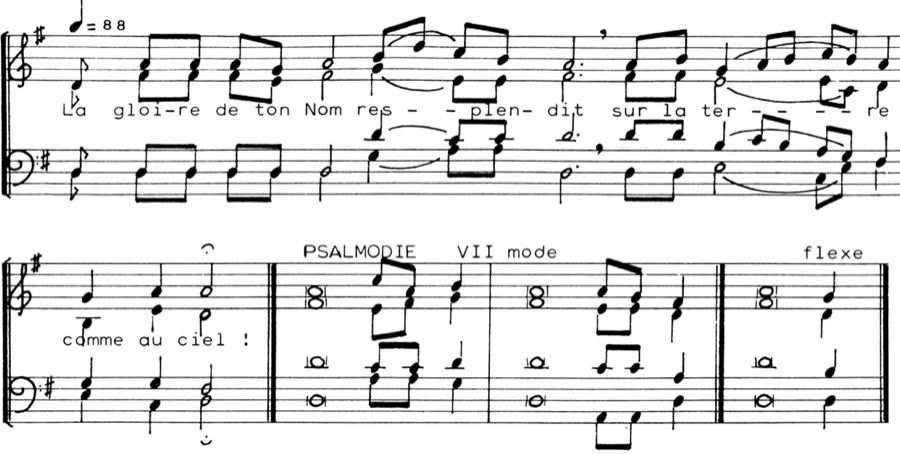 = 88
La gloi-re de ton Nom res - - plen- dit sur la ter - - - - re
PSALMODIE VII mode flexe
comme au ciel !